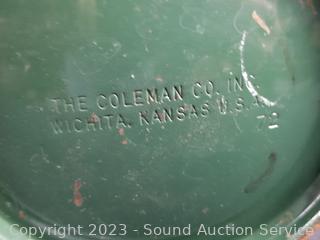 THE COLEMAN CO. INC
WICHITA, KANSAS U.S.A.
72
Copyright 2023 - Sound Auction Service